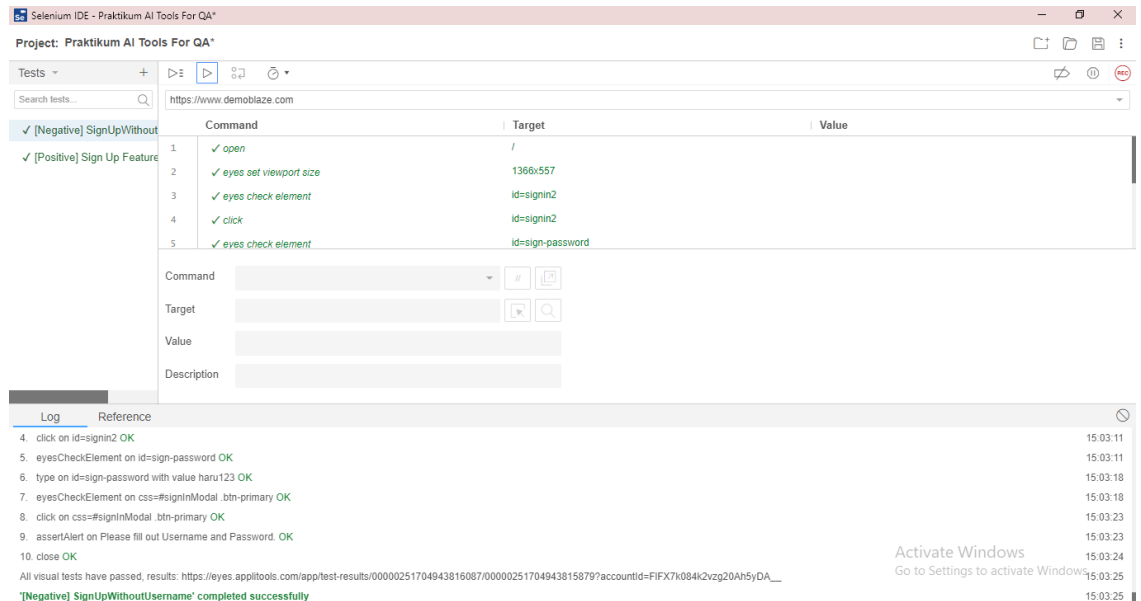 Selenium IDE - Praktikum AI Tools For QA*
Project: Praktikum AI Tools For QA*
Tests
Search tests...
✓ [Negative] SignUpWithout
✓ [Positive] Sign Up Feature
REC
https://www.demoblaze.com
Command Target Value
1 ✓ open /
2 ✓ eyes set viewport size 1366x557
3 ✓ eyes check element id=signin2
4 ✓ click id=signin2
5 ✓ eyes check element id=sign-password
Command //
Target
Value
Description
Log Reference
4. click on id=signin2 OK 15:03:11
5. eyesCheckElement on id=sign-password OK 15:03:11
6. type on id=sign-password with value haru123 OK 15:03:18
7. eyesCheckElement on css=#signInModal .btn-primary OK 15:03:18
8. click on css=#signInModal .btn-primary OK 15:03:23
9. assertAlert on Please fill out Username and Password. OK 15:03:23
10. close OK 15:03:24
All visual tests have passed, results: https://eyes.applitools.com/app/test-results/00000251704943816087/00000251704943815879?accountId=FIFX7k084k2vzg20Ah5yDA__ 15:03:25
'[Negative] SignUpWithoutUsername' completed successfully 15:03:25
Activate Windows
Go to Settings to activate Windows.